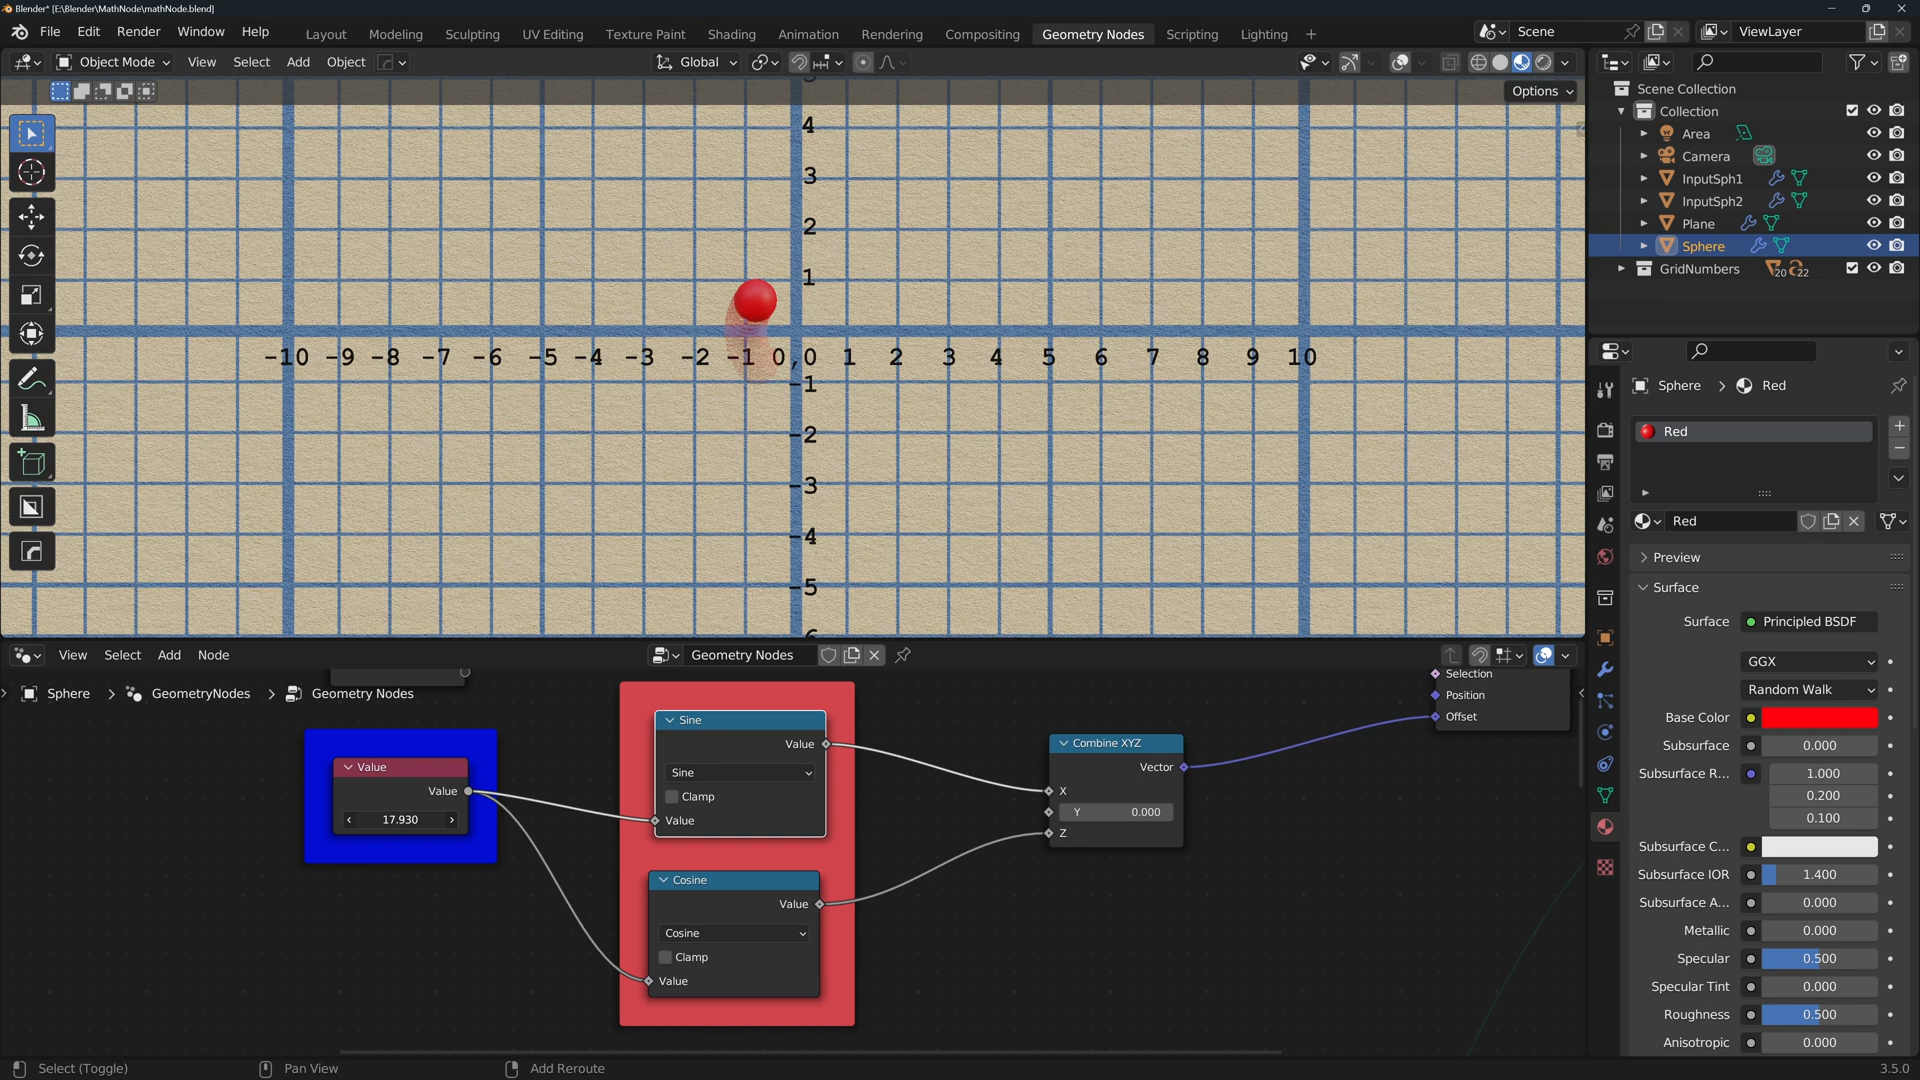 Blender* [E:\Blender\MathNode\mathNode.blend]
File Edit Render Window Help Layout Modeling Sculpting UV Editing Texture Paint Shading Animation Rendering Compositing Geometry Nodes Scripting Lighting + Scene ViewLayer
Object Mode View Select Add Object Global
Options
Scene Collection
Collection
Area
Camera
InputSph1
InputSph2
Plane
Sphere
GridNumbers 20 22
4
3
2
1
-10 -9 -8 -7 -6 -5 -4 -3 -2 -1 0,0 1 2 3 4 5 6 7 8 9 10
-1
-2
-3
-4
-5
Sphere > Red
Red
Red
Preview
Surface
Surface Principled BSDF
GGX
Random Walk
Base Color
Subsurface 0.000
Subsurface R... 1.000
0.200
0.100
Subsurface C...
Subsurface IOR 1.400
Subsurface A... 0.000
Metallic 0.000
Specular 0.500
Specular Tint 0.000
Roughness 0.500
Anisotropic 0.000
View Select Add Node Geometry Nodes
Sphere > GeometryNodes > Geometry Nodes
Value
Value
17.930
Sine
Value
Sine
Clamp
Value
Cosine
Value
Cosine
Clamp
Value
Combine XYZ
Vector
X
Y 0.000
Z
Selection
Position
Offset
Select (Toggle) Pan View Add Reroute 3.5.0